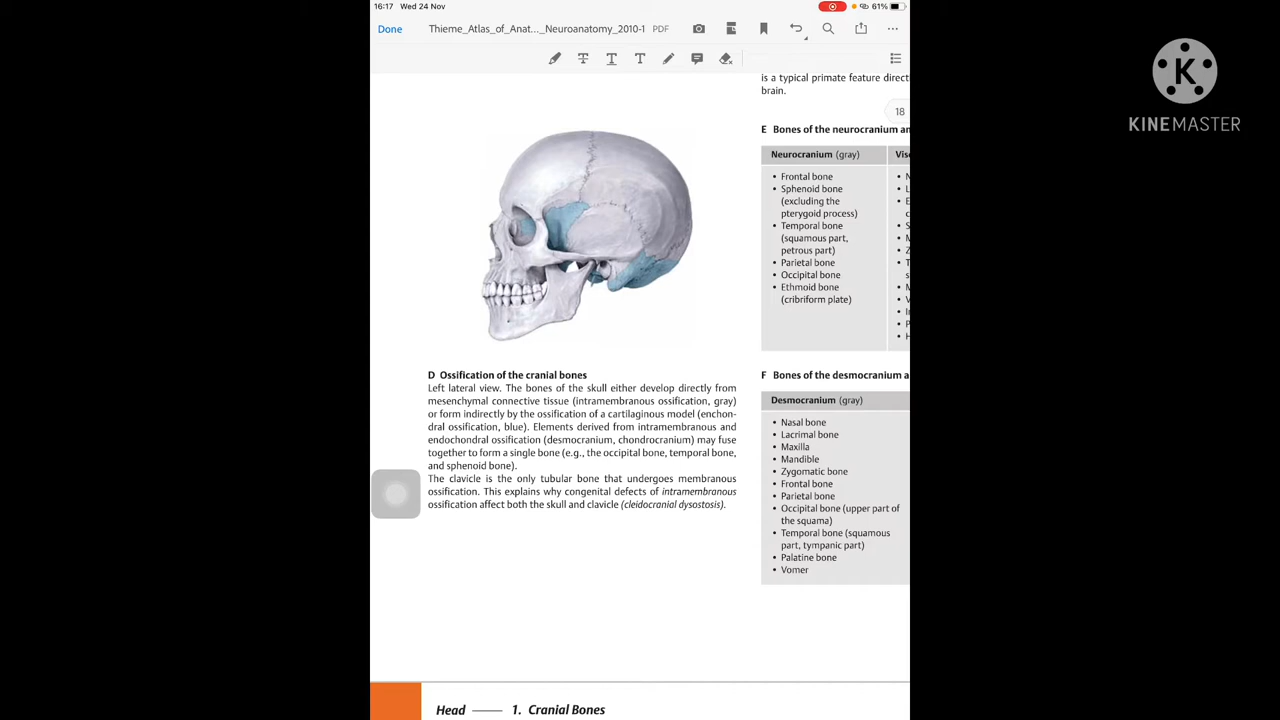 16:17 Wed 24 Nov
61%
Done
Thieme_Atlas_of_Anat..._Neuroanatomy_2010-1 PDF
is a typical primate feature direct
brain.
18
E Bones of the neurocranium an
Neurocranium (gray)
Visc
• Frontal bone
• Sphenoid bone
(excluding the
pterygoid process)
• Temporal bone
(squamous part,
petrous part)
• Parietal bone
• Occipital bone
• Ethmoid bone
(cribriform plate)
D Ossification of the cranial bones
Left lateral view. The bones of the skull either develop directly from
mesenchymal connective tissue (intramembranous ossification, gray)
or form indirectly by the ossification of a cartilaginous model (enchon-
dral ossification, blue). Elements derived from intramembranous and
endochondral ossification (desmocranium, chondrocranium) may fuse
together to form a single bone (e.g., the occipital bone, temporal bone,
and sphenoid bone).
The clavicle is the only tubular bone that undergoes membranous
ossification. This explains why congenital defects of intramembranous
ossification affect both the skull and clavicle (cleidocranial dysostosis).
F Bones of the desmocranium a
Desmocranium (gray)
• Nasal bone
• Lacrimal bone
• Maxilla
• Mandible
• Zygomatic bone
• Frontal bone
• Parietal bone
• Occipital bone (upper part of
the squama)
• Temporal bone (squamous
part, tympanic part)
• Palatine bone
• Vomer
Head 1. Cranial Bones
K
KINEMASTER